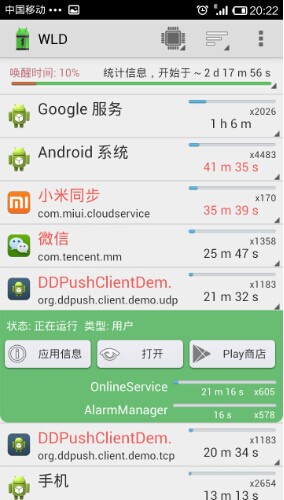 中国移动 20:22
WLD
唤醒时间: 10% 统计信息，开始于 ~ 2 d 17 m 56 s
Google 服务 x2026
1 h 6 m
Android 系统 x4483
41 m 35 s
小米同步 x170
com.miui.cloudservice 35 m 39 s
微信 x1358
com.tencent.mm 25 m 47 s
DDPushClientDem. x1183
org.ddpush.client.demo.udp 21 m 32 s
状态: 正在运行 类型: 用户
应用信息 打开 Play商店
OnlineService 21 m 16 s x605
AlarmManager 16 s x578
DDPushClientDem. x1183
org.ddpush.client.demo.tcp 20 m 34 s
手机 x2654
13 m 13 s